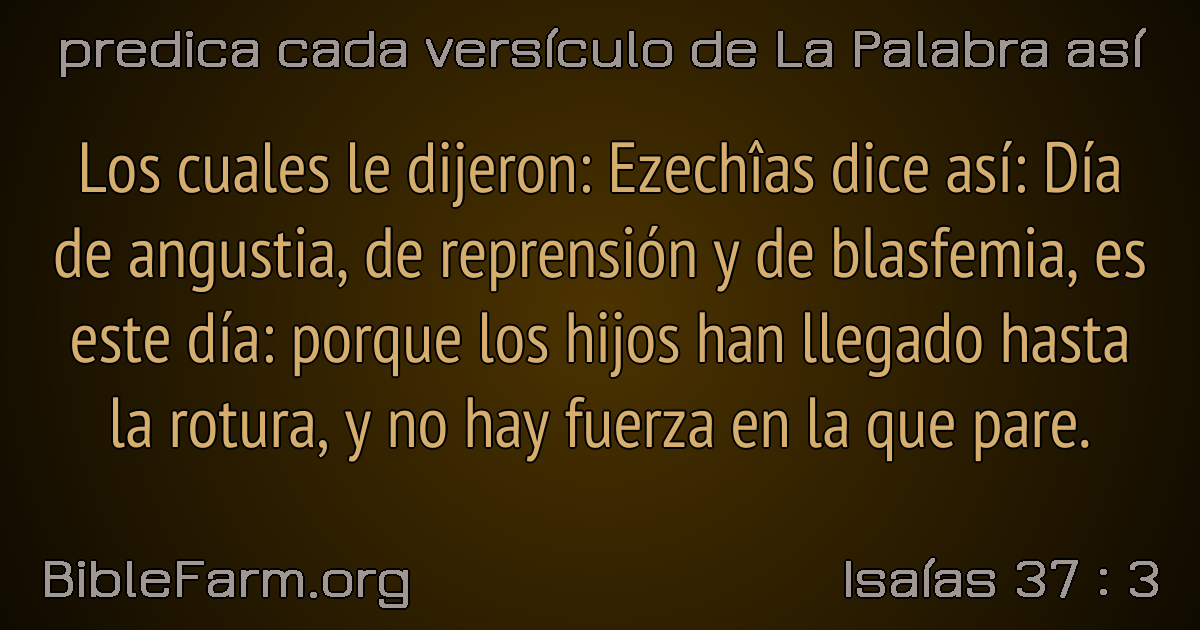 predica cada versículo de La Palabra así
Los cuales le dijeron: Ezechîas dice así: Día
de angustia, de reprensión y de blasfemia, es
este día: porque los hijos han llegado hasta
la rotura, y no hay fuerza en la que pare.
BibleFarm.org
Isaías 37 : 3